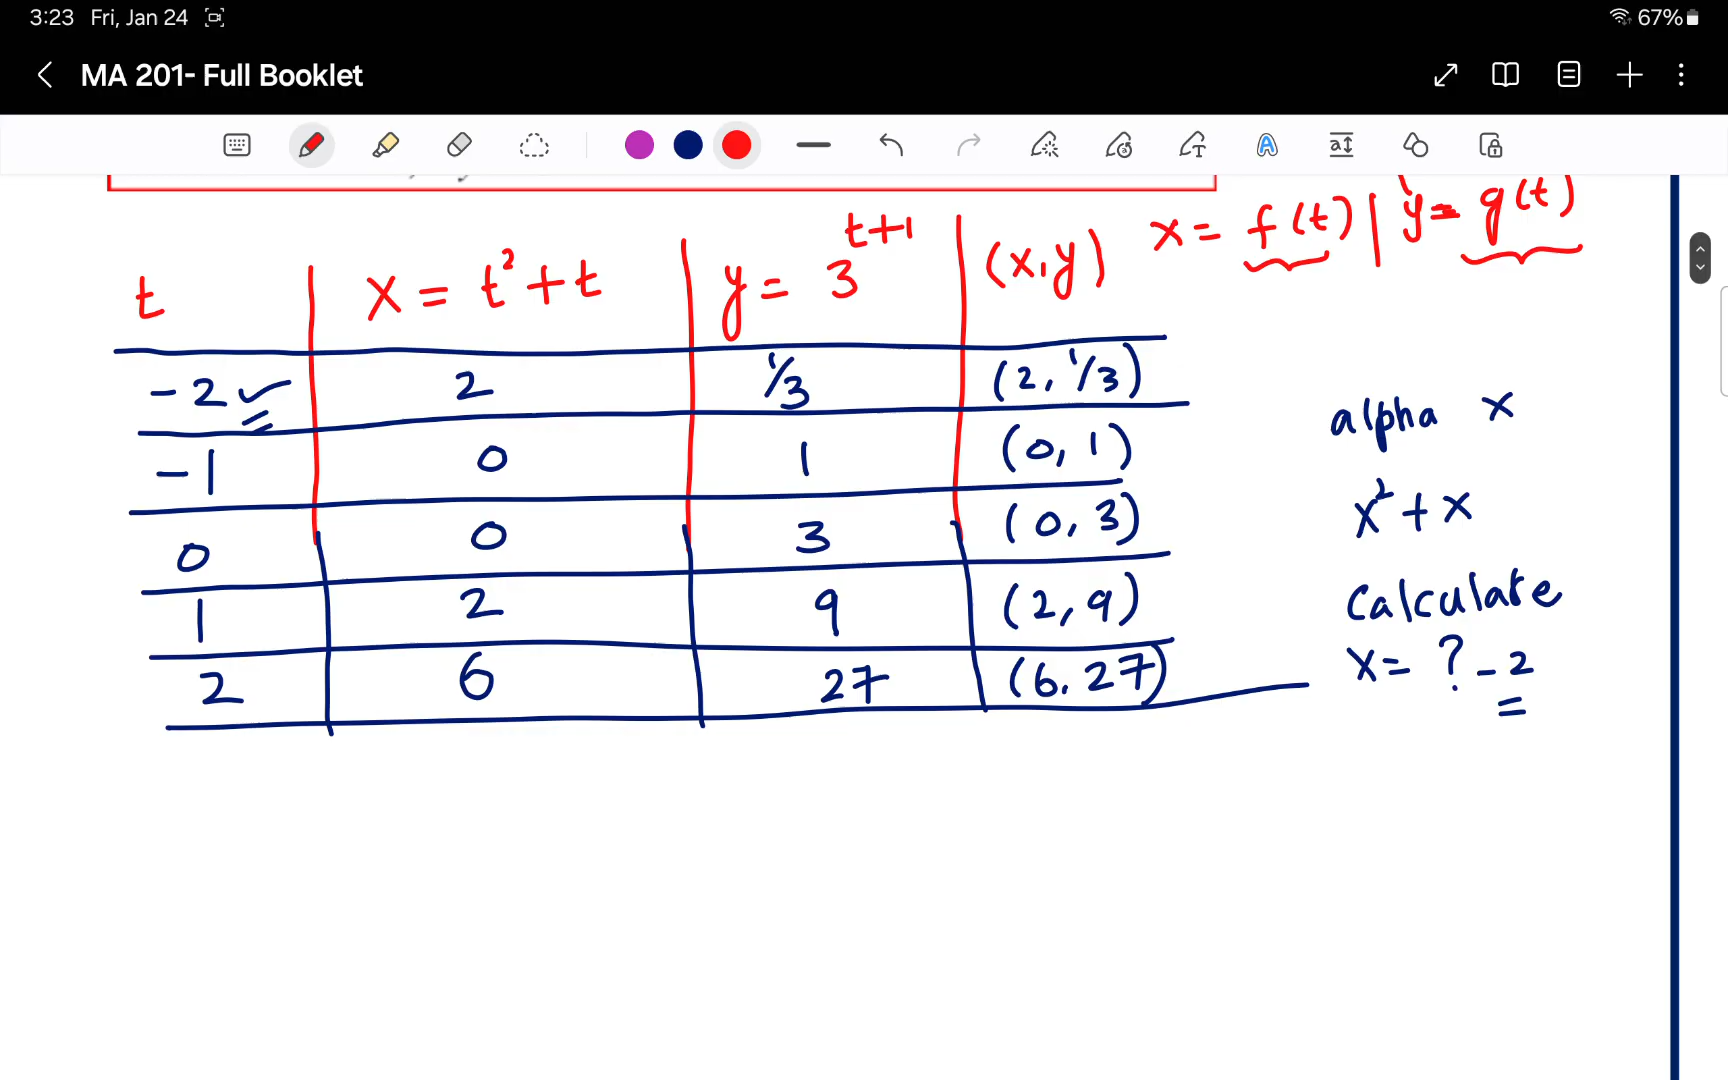 3:23 Fri, Jan 24 67%
MA 201- Full Booklet
x = f(t) | y = g(t)
t | x = t² + t | y = 3^(t+1) | (x, y)
-2 ✓ | 2 | 1/3 | (2, 1/3)
-1 | 0 | 1 | (0, 1)
0 | 0 | 3 | (0, 3)
1 | 2 | 9 | (2, 9)
2 | 6 | 27 | (6, 27)
alpha x
x² + x
Calculate
x = ? -2